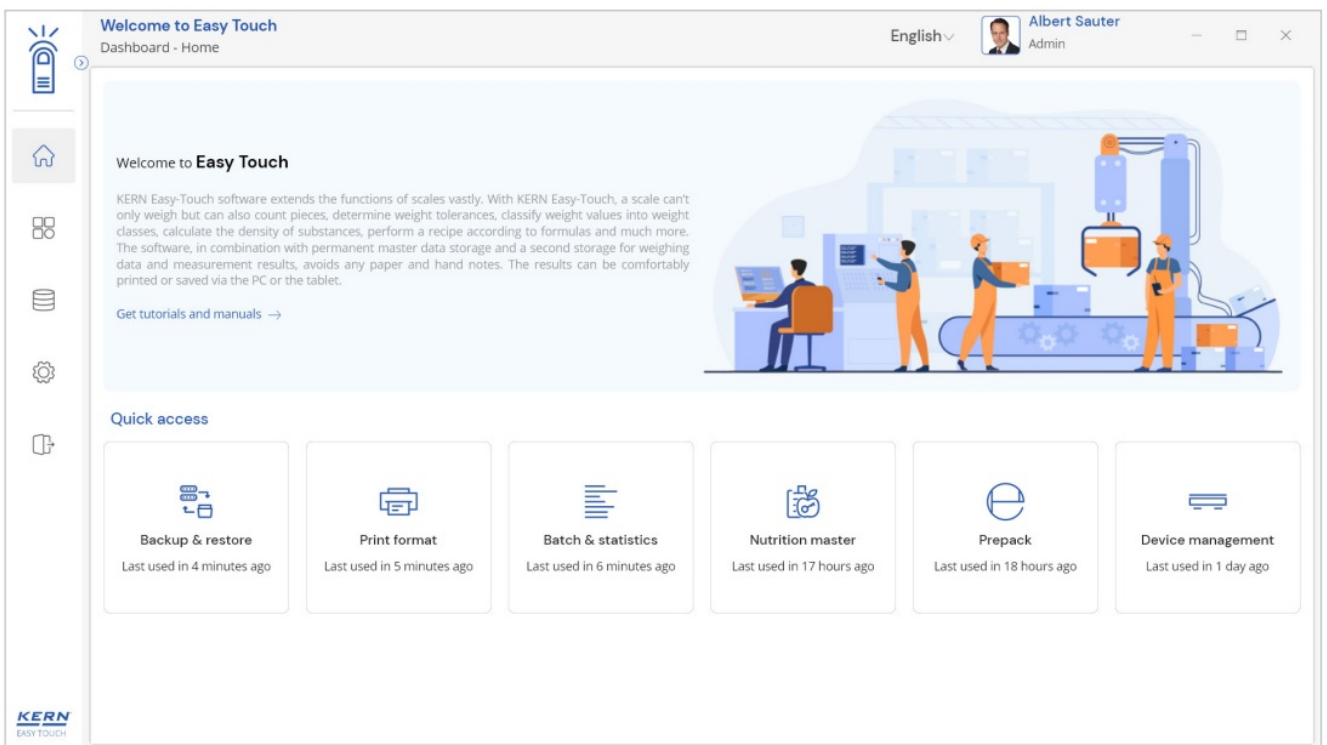 Welcome to Easy Touch
Dashboard - Home
English
Albert Sauter
Admin
Welcome to Easy Touch
KERN Easy-Touch software extends the functions of scales vastly. With KERN Easy-Touch, a scale can't
only weigh but can also count pieces, determine weight tolerances, classify weight values into weight
classes, calculate the density of substances, perform a recipe according to formulas and much more.
The software, in combination with permanent master data storage and a second storage for weighing
data and measurement results, avoids any paper and hand notes. The results can be comfortably
printed or saved via the PC or the tablet.
Get tutorials and manuals →
Quick access
Backup & restore
Last used in 4 minutes ago
Print format
Last used in 5 minutes ago
Batch & statistics
Last used in 6 minutes ago
Nutrition master
Last used in 17 hours ago
Prepack
Last used in 18 hours ago
Device management
Last used in 1 day ago
KERN
EASY TOUCH